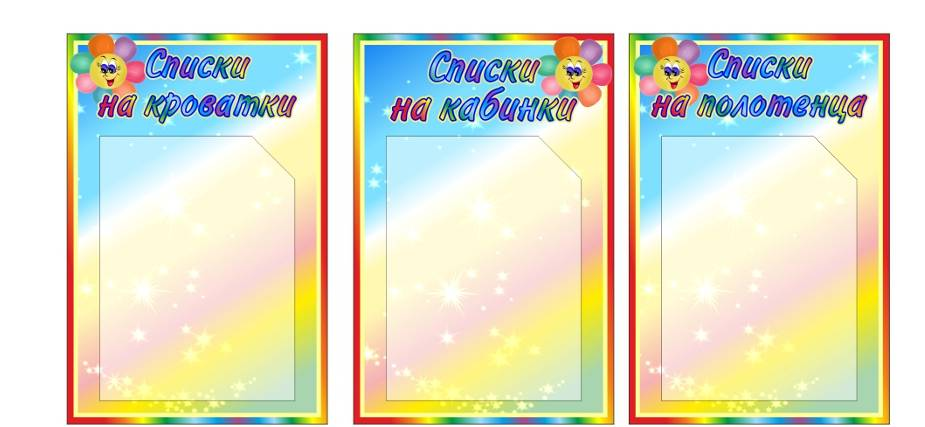 Списки
на кроватки
Списки
на кабинки
Списки
на полотенца